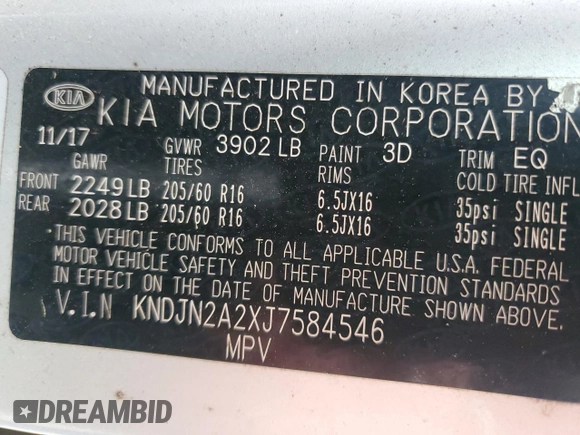 MANUFACTURED IN KOREA BY
KIA KIA MOTORS CORPORATION
11/17 GVWR 3902 LB PAINT 3D TRIM EQ
GAWR TIRES RIMS COLD TIRE INFL
FRONT 2249 LB 205/60 R16 6.5JX16 35psi SINGLE
REAR 2028 LB 205/60 R16 6.5JX16 35psi SINGLE
THIS VEHICLE CONFORMS TO ALL APPLICABLE U.S.A. FEDERAL
MOTOR VEHICLE SAFETY AND THEFT PREVENTION STANDARDS
IN EFFECT ON THE DATE OF MANUFACTURE SHOWN ABOVE.
V.I.N KNDJN2A2XJ7584546
MPV
DREAMBID